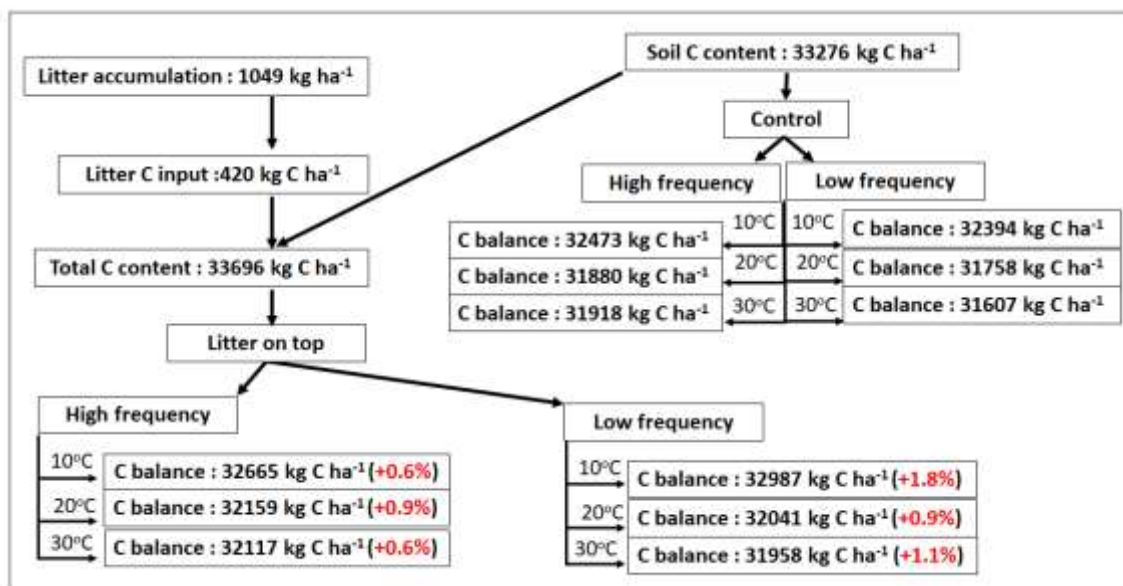 Soil C content : 33276 kg C ha⁻¹
Litter accumulation : 1049 kg ha⁻¹
Control
Litter C input :420 kg C ha⁻¹
High frequency
Low frequency
10°C
10°C
C balance : 32473 kg C ha⁻¹
C balance : 32394 kg C ha⁻¹
Total C content : 33696 kg C ha⁻¹
20°C
20°C
C balance : 31880 kg C ha⁻¹
C balance : 31758 kg C ha⁻¹
30°C
30°C
C balance : 31918 kg C ha⁻¹
C balance : 31607 kg C ha⁻¹
Litter on top
High frequency
10°C
C balance : 32665 kg C ha⁻¹ (+0.6%)
20°C
C balance : 32159 kg C ha⁻¹ (+0.9%)
30°C
C balance : 32117 kg C ha⁻¹ (+0.6%)
Low frequency
10°C
C balance : 32987 kg C ha⁻¹ (+1.8%)
20°C
C balance : 32041 kg C ha⁻¹ (+0.9%)
30°C
C balance : 31958 kg C ha⁻¹ (+1.1%)